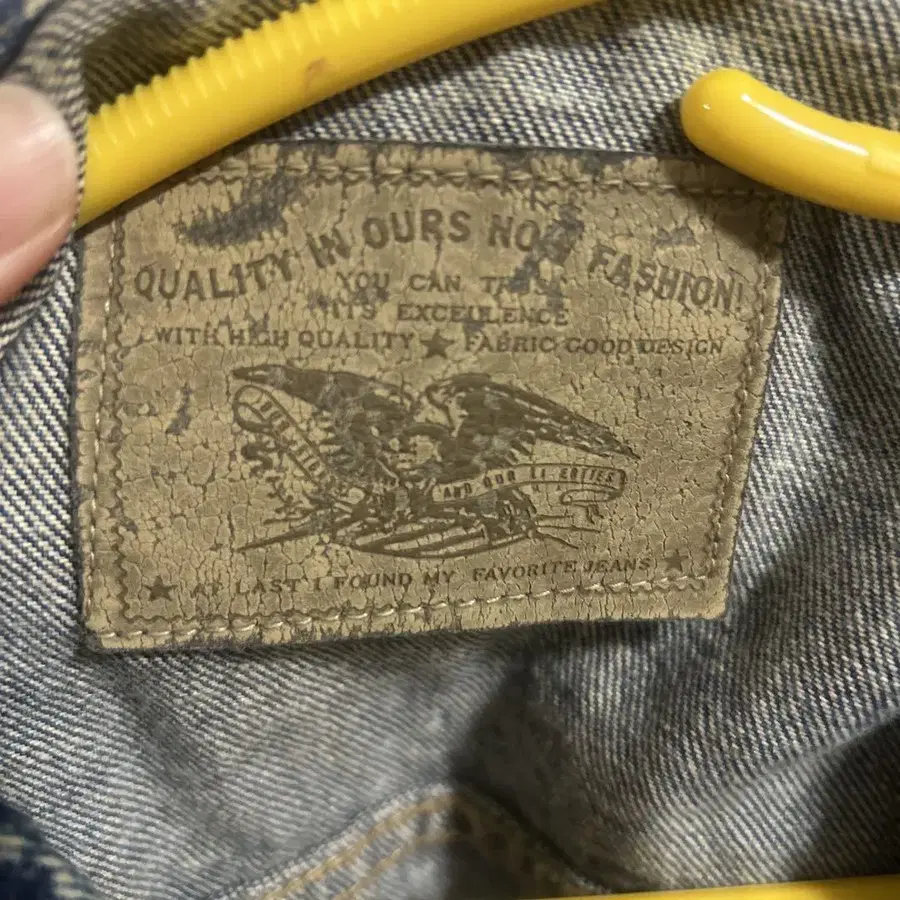 QUALITY IN OURS NOT FASHION!
YOU CAN TRUST
ITS EXCELLENCE
WITH HIGH QUALITY ★ FABRIC GOOD DESIGN
AND OUR LIBERTIES
★ AT LAST I FOUND MY FAVORITE JEANS ★